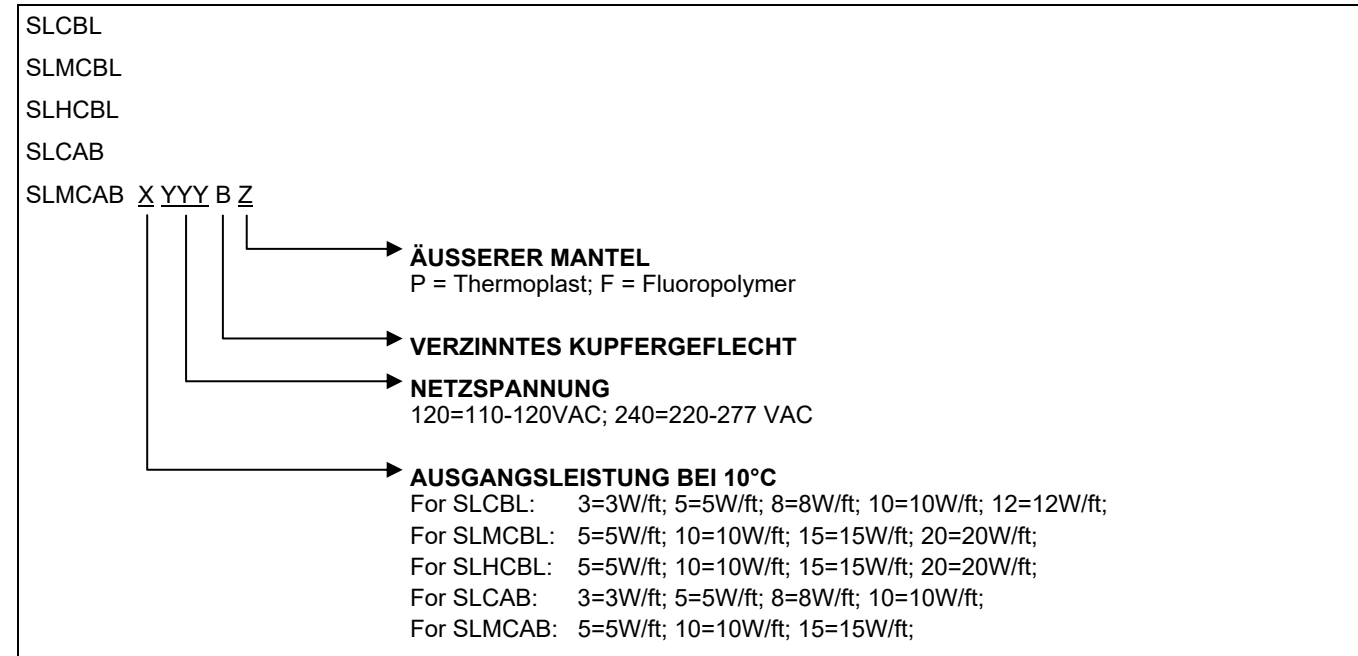 SLCBL
SLMCBL
SLHCBL
SLCAB
SLMCAB X YYY B Z
ÄUSSERER MANTEL
P = Thermoplast; F = Fluoropolymer
VERZINNTES KUPFERGEFLECHT
NETZSPANNUNG
120=110-120VAC; 240=220-277 VAC
AUSGANGSLEISTUNG BEI 10°C
For SLCBL: 3=3W/ft; 5=5W/ft; 8=8W/ft; 10=10W/ft; 12=12W/ft;
For SLMCBL: 5=5W/ft; 10=10W/ft; 15=15W/ft; 20=20W/ft;
For SLHCBL: 5=5W/ft; 10=10W/ft; 15=15W/ft; 20=20W/ft;
For SLCAB: 3=3W/ft; 5=5W/ft; 8=8W/ft; 10=10W/ft;
For SLMCAB: 5=5W/ft; 10=10W/ft; 15=15W/ft;